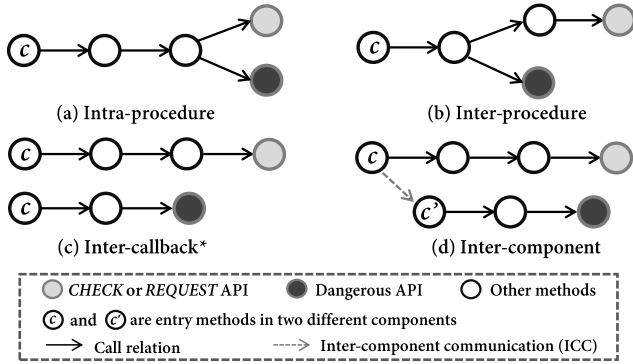 c
(a) Intra-procedure
c
(b) Inter-procedure
c
c
(c) Inter-callback*
c
c'
(d) Inter-component
CHECK or REQUEST API
Dangerous API
Other methods
c and c' are entry methods in two different components
Call relation
Inter-component communication (ICC)